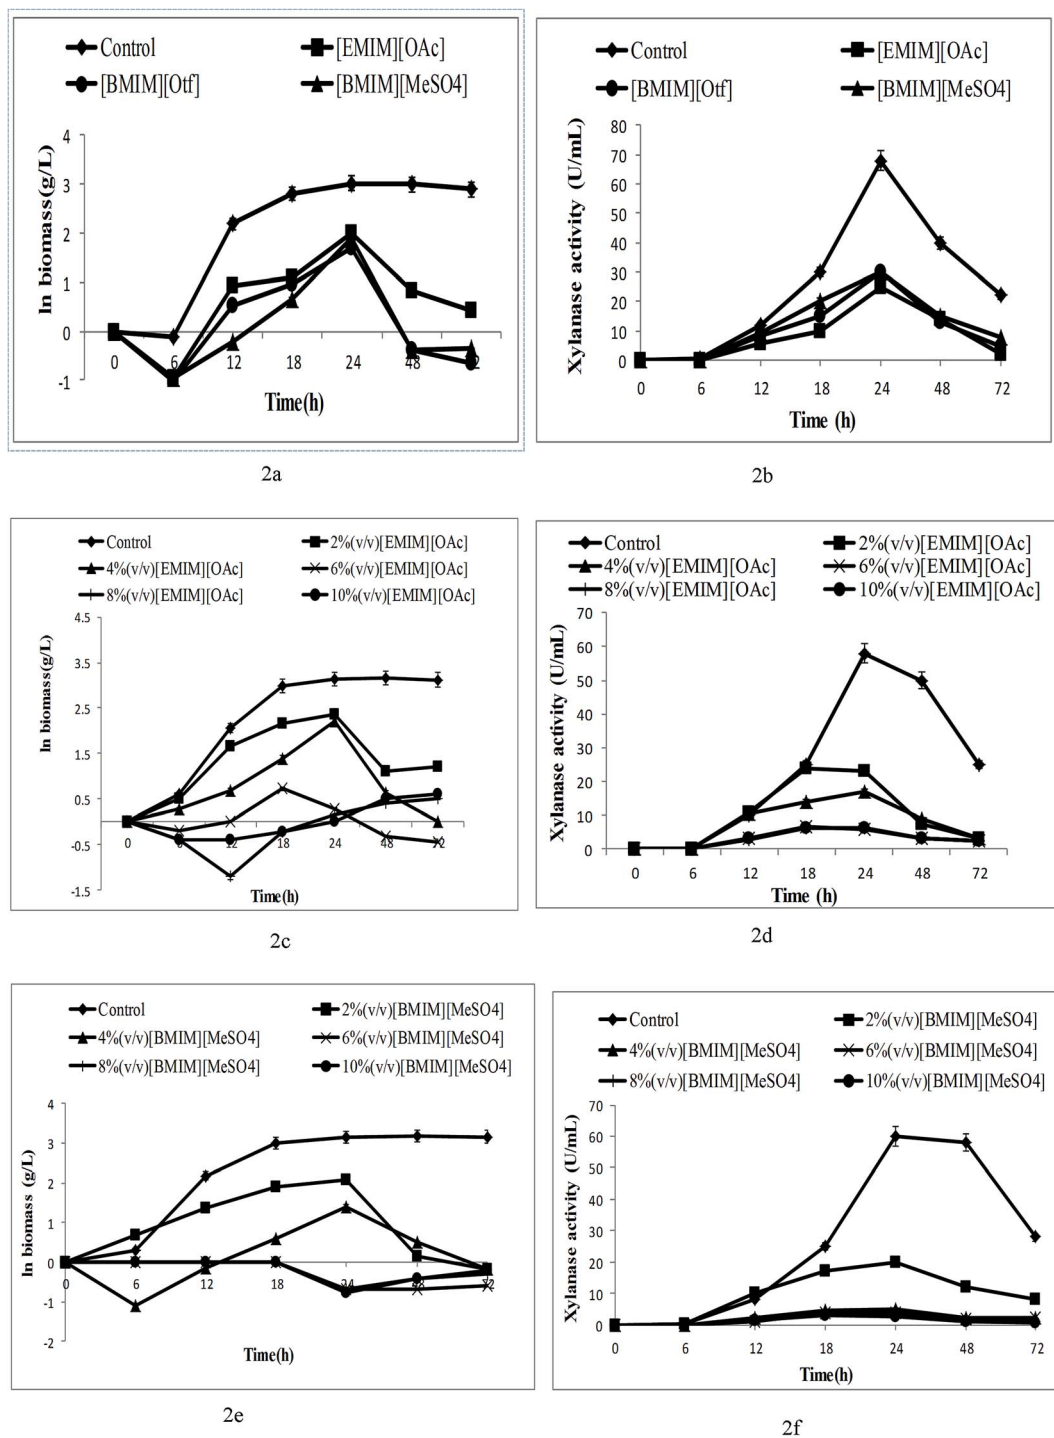 Control [EMIM][OAc]
[BMIM][Otf] [BMIM][MeSO4]
4
3
2
1
0
-1
0 6 12 18 24 48 72
ln biomass(g/L)
Time(h)
2a
Control [EMIM][OAc]
[BMIM][Otf] [BMIM][MeSO4]
80
70
60
50
40
30
20
10
0
0 6 12 18 24 48 72
Xylanase activity (U/mL)
Time (h)
2b
Control 2%(v/v)[EMIM][OAc]
4%(v/v)[EMIM][OAc] 6%(v/v)[EMIM][OAc]
8%(v/v)[EMIM][OAc] 10%(v/v)[EMIM][OAc]
4.5
3.5
2.5
1.5
0.5
-0.5
-1.5
0 6 12 18 24 48 72
ln biomass(g/L)
Time(h)
2c
Control 2%(v/v)[EMIM][OAc]
4%(v/v)[EMIM][OAc] 6%(v/v)[EMIM][OAc]
8%(v/v)[EMIM][OAc] 10%(v/v)[EMIM][OAc]
70
60
50
40
30
20
10
0
0 6 12 18 24 48 72
Xylanase activity (U/mL)
Time (h)
2d
Control 2%(v/v)[BMIM][MeSO4]
4%(v/v)[BMIM][MeSO4] 6%(v/v)[BMIM][MeSO4]
8%(v/v)[BMIM][MeSO4] 10%(v/v)[BMIM][MeSO4]
4
3
2
1
0
-1
-2
0 6 12 18 24 48 72
ln biomass (g/L)
Time(h)
2e
Control 2%(v/v)[BMIM][MeSO4]
4%(v/v)[BMIM][MeSO4] 6%(v/v)[BMIM][MeSO4]
8%(v/v)[BMIM][MeSO4] 10%(v/v)[BMIM][MeSO4]
70
60
50
40
30
20
10
0
0 6 12 18 24 48 72
Xylanase activity (U/mL)
Time(h)
2f